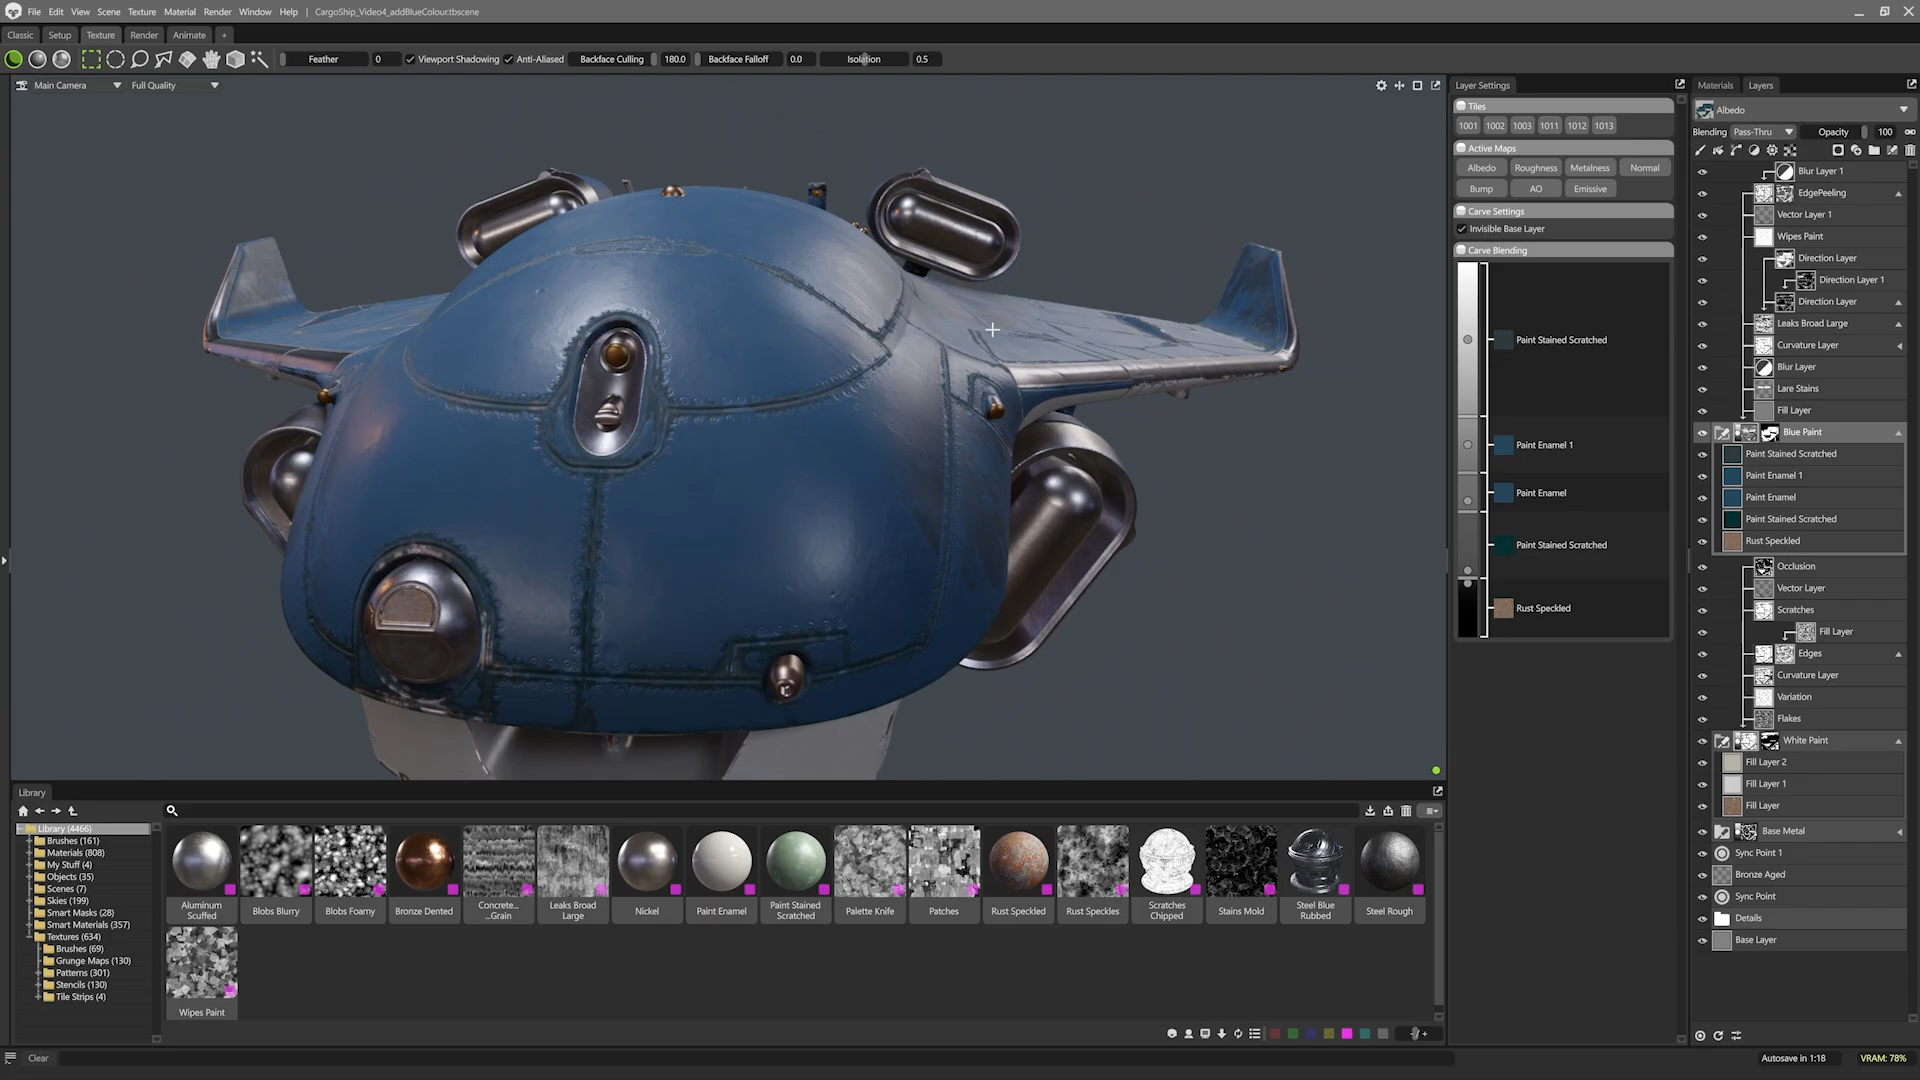 File Edit View Scene Texture Material Render Window Help | CargoShip_Video4_addBlueColour.tbscene
Classic Setup Texture Render Animate +
Feather 0 Viewport Shadowing Anti-Aliased Backface Culling 180.0 Backface Falloff 0.0 Isolation 0.5
Main Camera Full Quality
Layer Settings
Tiles
1001 1002 1003 1011 1012 1013
Active Maps
Albedo Roughness Metalness Normal
Bump AO Emissive
Carve Settings
Invisible Base Layer
Carve Blending
Paint Stained Scratched
Paint Enamel 1
Paint Enamel
Paint Stained Scratched
Rust Speckled
Materials Layers
Albedo
Blending Pass-Thru Opacity 100
Blur Layer 1
EdgePeeling
Vector Layer 1
Wipes Paint
Direction Layer
Direction Layer 1
Direction Layer
Leaks Broad Large
Curvature Layer
Blur Layer
Lare Stains
Fill Layer
Blue Paint
Paint Stained Scratched
Paint Enamel 1
Paint Enamel
Paint Stained Scratched
Rust Speckled
Occlusion
Vector Layer
Scratches
Fill Layer
Edges
Curvature Layer
Variation
Flakes
White Paint
Fill Layer 2
Fill Layer 1
Fill Layer
Base Metal
Sync Point 1
Bronze Aged
Sync Point
Details
Base Layer
Library
Library (4466)
Brushes (161)
Materials (808)
My Stuff (4)
Objects (35)
Scenes (7)
Skies (199)
Smart Masks (28)
Smart Materials (357)
Textures (634)
Brushes (69)
Grunge Maps (130)
Patterns (301)
Stencils (130)
Tile Strips (4)
Aluminum Scuffed
Blobs Blurry
Blobs Foamy
Bronze Dented
Concrete... ...Grain
Leaks Broad Large
Nickel
Paint Enamel
Paint Stained Scratched
Palette Knife
Patches
Rust Speckled
Rust Speckles
Scratches Chipped
Stains Mold
Steel Blue Rubbed
Steel Rough
Wipes Paint
Clear
Autosave in 1:18 VRAM: 78%